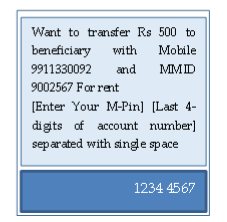 Want to transfer Rs 500 to
beneficiary with Mobile
9911330092 and MMID
9002567 For rent
[Enter Your M-Pin] [Last 4-
digits of account number]
separated with single space
1234 4567